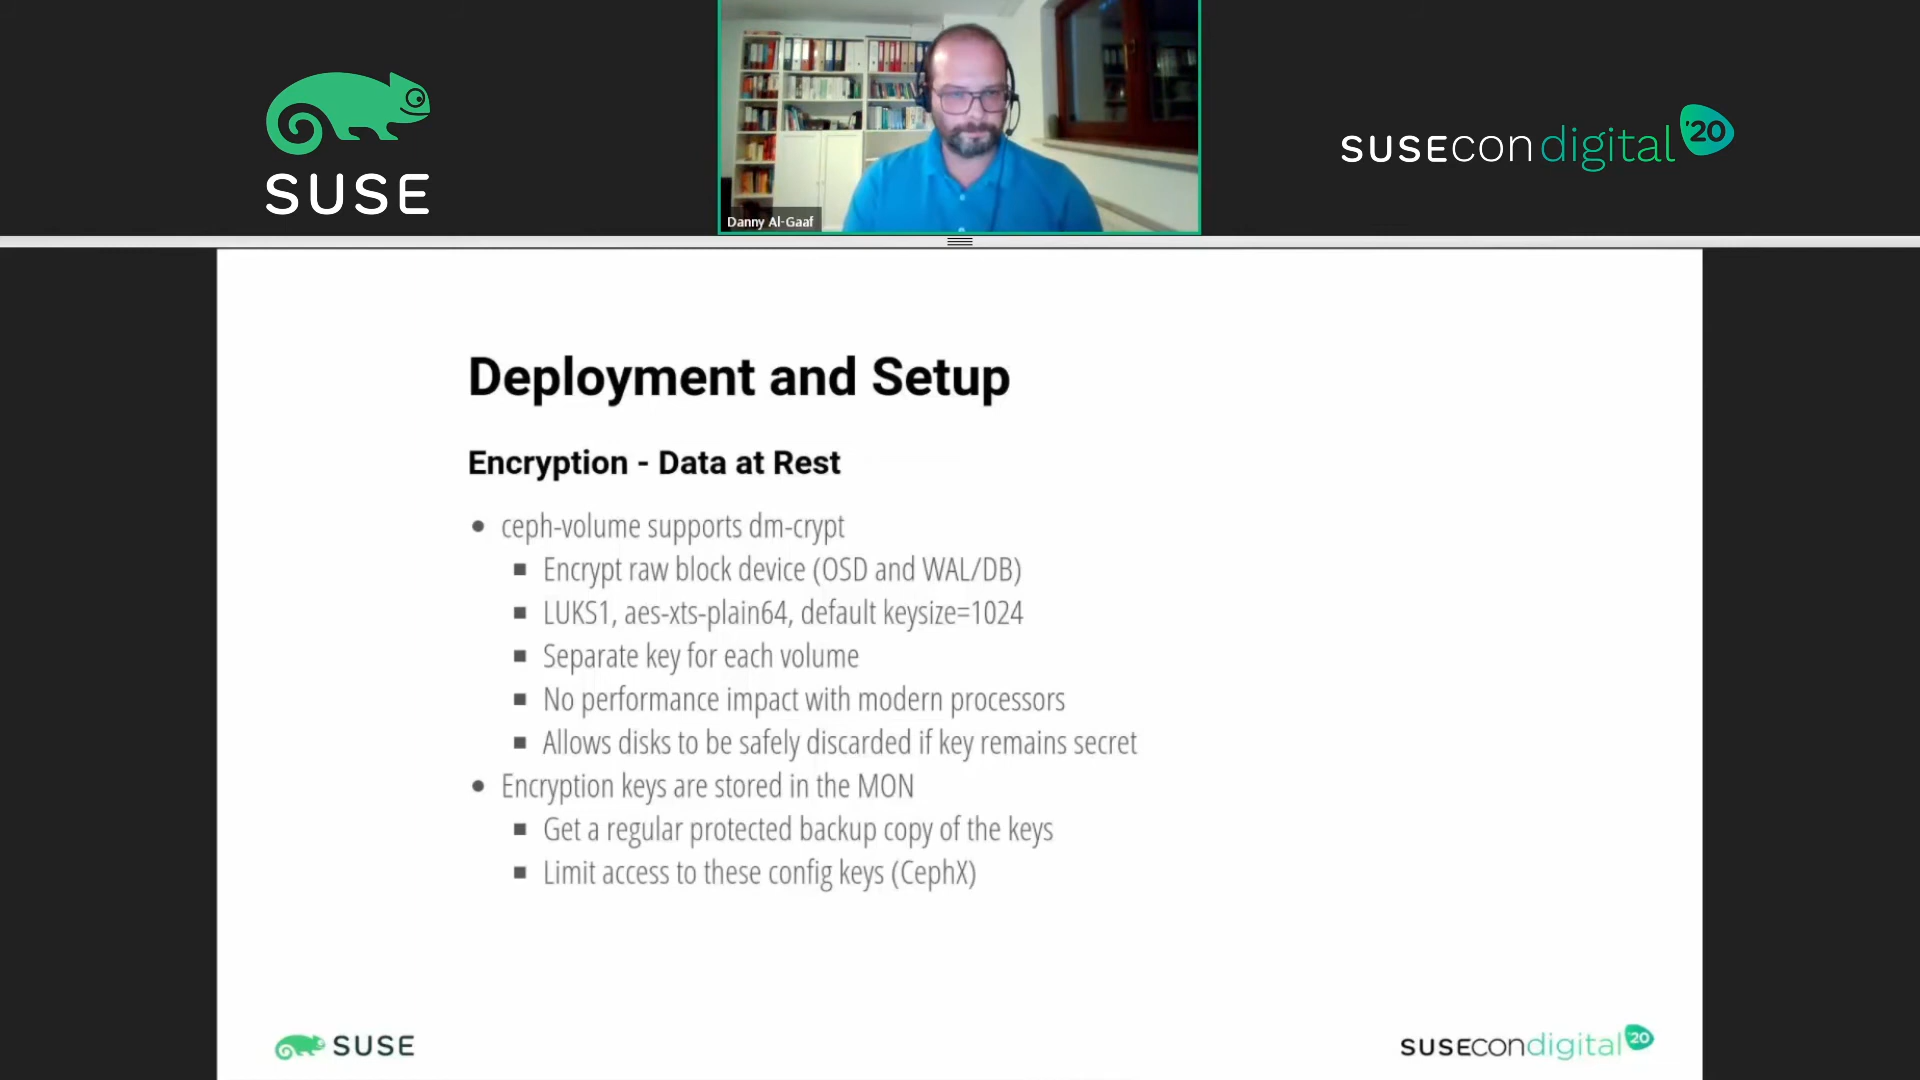 SUSE
Danny Al-Gaaf
SUSEcon digital '20
Deployment and Setup
Encryption - Data at Rest
ceph-volume supports dm-crypt
Encrypt raw block device (OSD and WAL/DB)
LUKS1, aes-xts-plain64, default keysize=1024
Separate key for each volume
No performance impact with modern processors
Allows disks to be safely discarded if key remains secret
Encryption keys are stored in the MON
Get a regular protected backup copy of the keys
Limit access to these config keys (CephX)
SUSE
SUSEcondigital '20